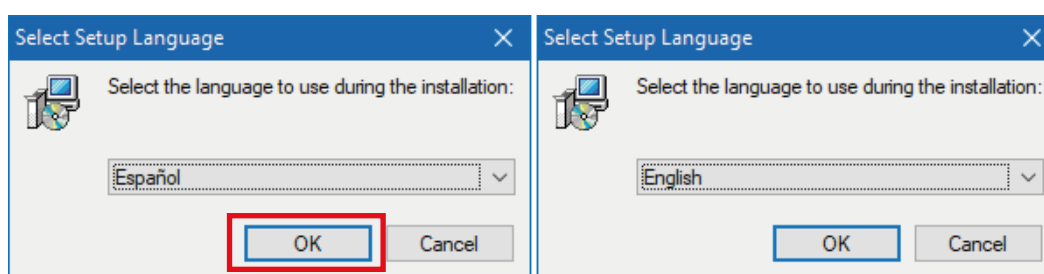 Select Setup Language
Select the language to use during the installation:
Español
OK Cancel
Select Setup Language
Select the language to use during the installation:
English
OK Cancel